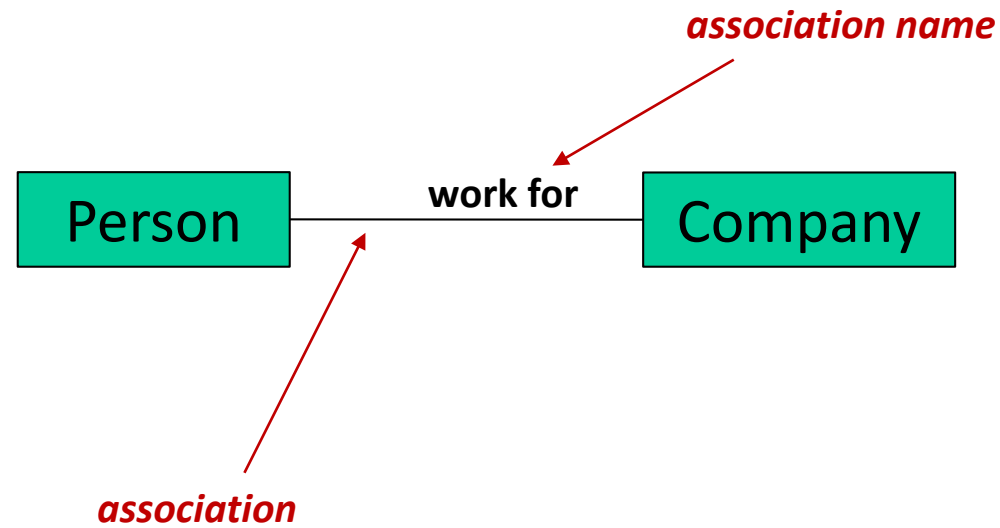 association name
work for
Person
Company
association